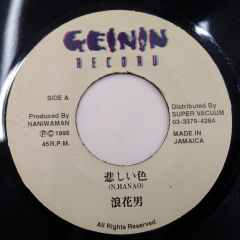 GEININ
RECORD
SIDE A
Produced By
NANIWAMAN
Ⓟ© 1995
45 R.P.M.
Distributed By
SUPER VACUUM
03-3379-4264
MADE IN
JAMAICA
悲しい色
(N.HANAO)
浪花男
All Rights Reserved